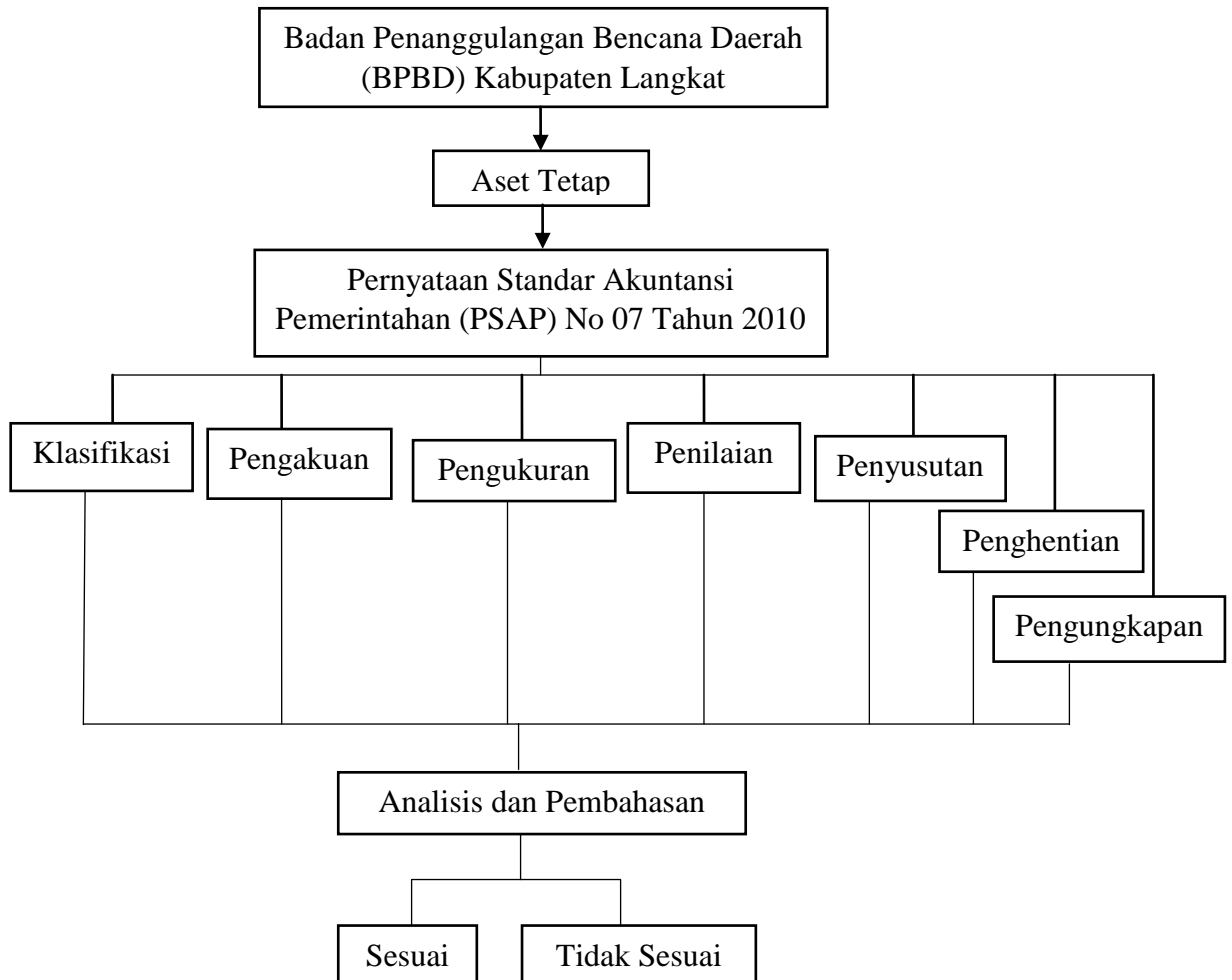 Badan Penanggulangan Bencana Daerah
(BPBD) Kabupaten Langkat
Aset Tetap
Pernyataan Standar Akuntansi
Pemerintahan (PSAP) No 07 Tahun 2010
Klasifikasi
Pengakuan
Pengukuran
Penilaian
Penyusutan
Penghentian
Pengungkapan
Analisis dan Pembahasan
Sesuai
Tidak Sesuai